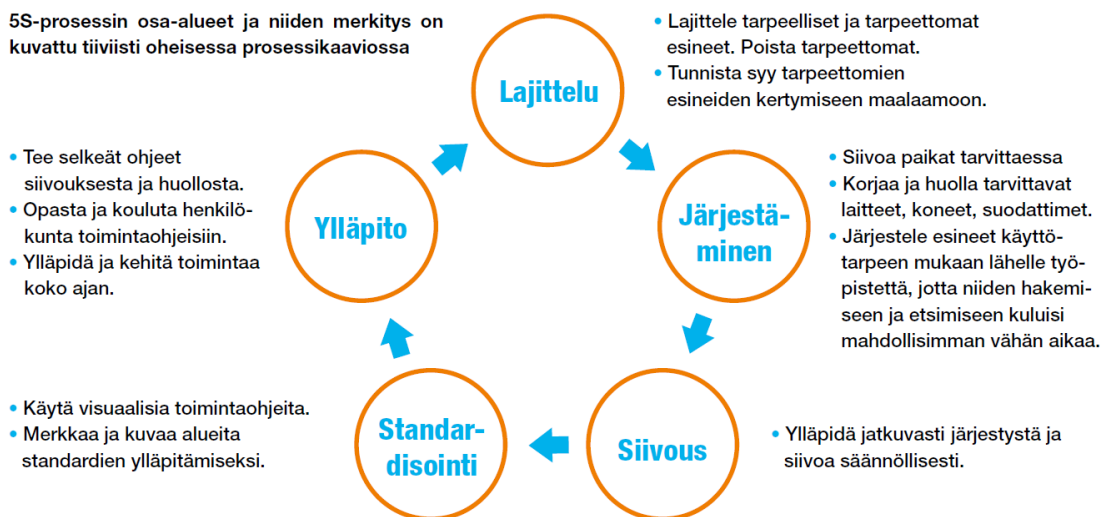 5S-prosessin osa-alueet ja niiden merkitys on
kuvattu tiiviisti oheisessa prosessikaaviossa
Lajittelu
• Lajittele tarpeelliset ja tarpeettomat
esineet. Poista tarpeettomat.
• Tunnista syy tarpeettomien
esineiden kertymiseen maalaamoon.
Järjestä-
minen
• Siivoa paikat tarvittaessa
• Korjaa ja huolla tarvittavat
laitteet, koneet, suodattimet.
• Järjestele esineet käyttö-
tarpeen mukaan lähelle työ-
pistettä, jotta niiden hakemi-
seen ja etsimiseen kuluisi
mahdollisimman vähän aikaa.
Siivous
• Ylläpidä jatkuvasti järjestystä ja
siivoa säännöllisesti.
Standar-
disointi
• Käytä visuaalisia toimintaohjeita.
• Merkkaa ja kuvaa alueita
standardien ylläpitämiseksi.
Ylläpito
• Tee selkeät ohjeet
siivouksesta ja huollosta.
• Opasta ja kouluta henkilö-
kunta toimintaohjeisiin.
• Ylläpidä ja kehitä toimintaa
koko ajan.